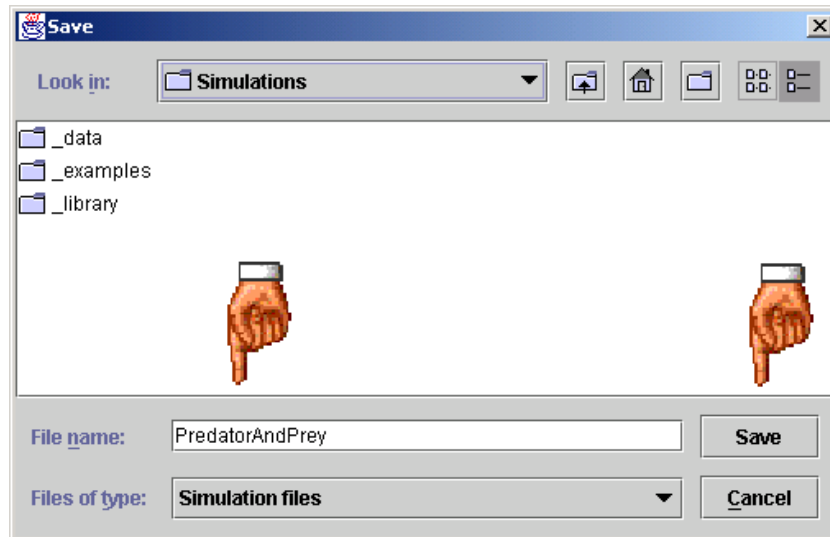 Save
Look in: Simulations
_data
_examples
_library
File name: PredatorAndPrey Save
Files of type: Simulation files Cancel